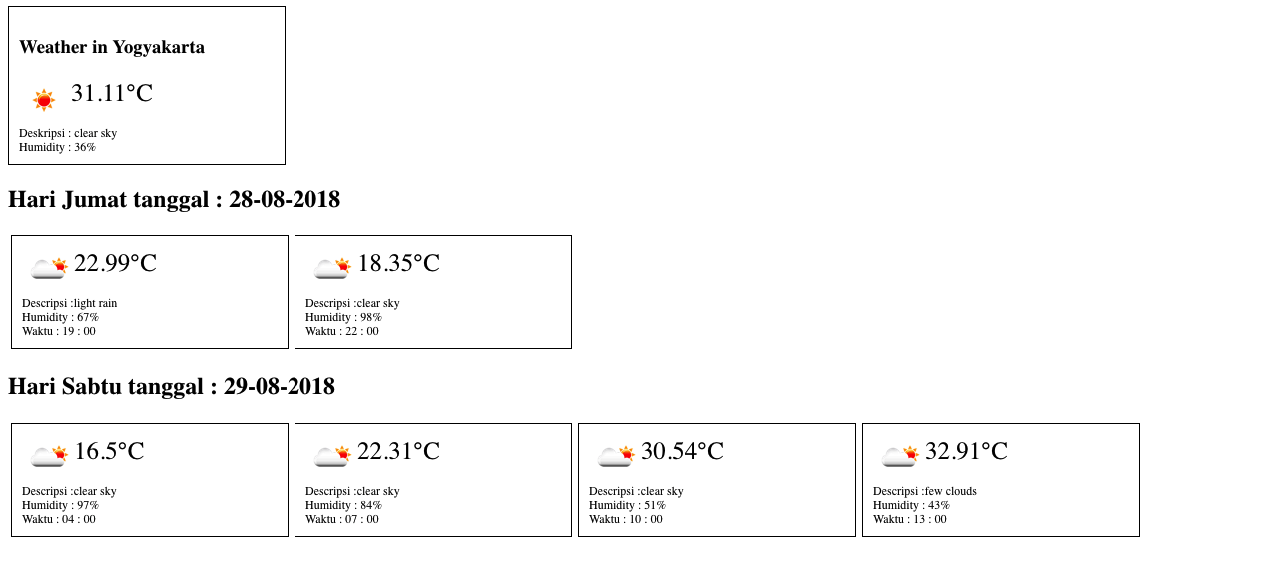 Weather in Yogyakarta
31.11°C
Deskripsi : clear sky
Humidity : 36%
Hari Jumat tanggal : 28-08-2018
22.99°C
Descripsi :light rain
Humidity : 67%
Waktu : 19 : 00
18.35°C
Descripsi :clear sky
Humidity : 98%
Waktu : 22 : 00
Hari Sabtu tanggal : 29-08-2018
16.5°C
Descripsi :clear sky
Humidity : 97%
Waktu : 04 : 00
22.31°C
Descripsi :clear sky
Humidity : 84%
Waktu : 07 : 00
30.54°C
Descripsi :clear sky
Humidity : 51%
Waktu : 10 : 00
32.91°C
Descripsi :few clouds
Humidity : 43%
Waktu : 13 : 00